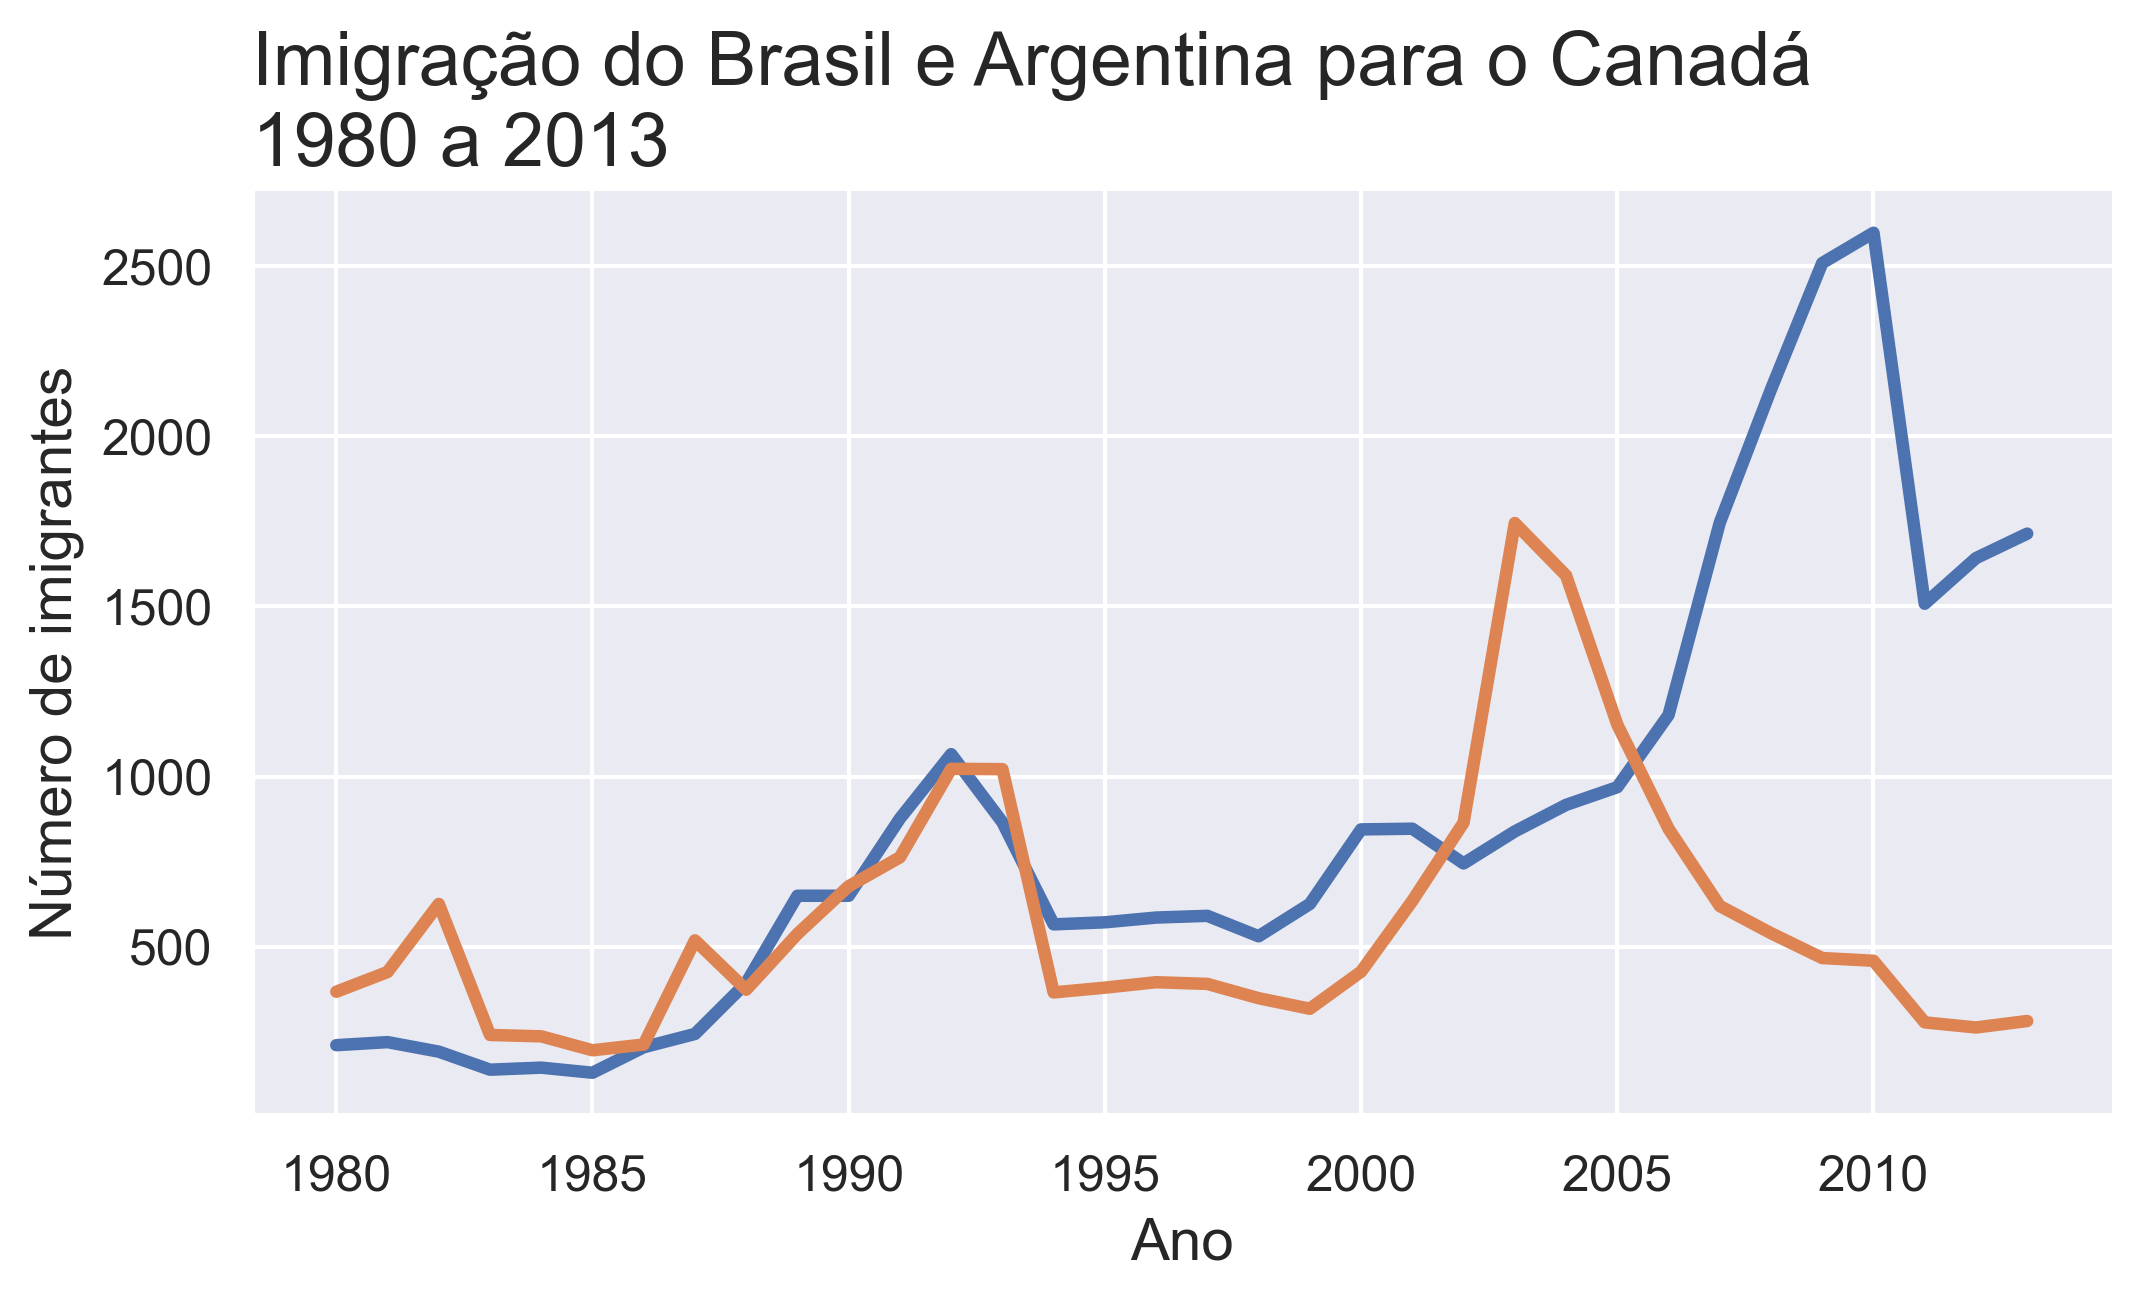 Imigração do Brasil e Argentina para o Canadá
1980 a 2013
2500
2000
1500
1000
500
Número de imigrantes
1980 1985 1990 1995 2000 2005 2010
Ano